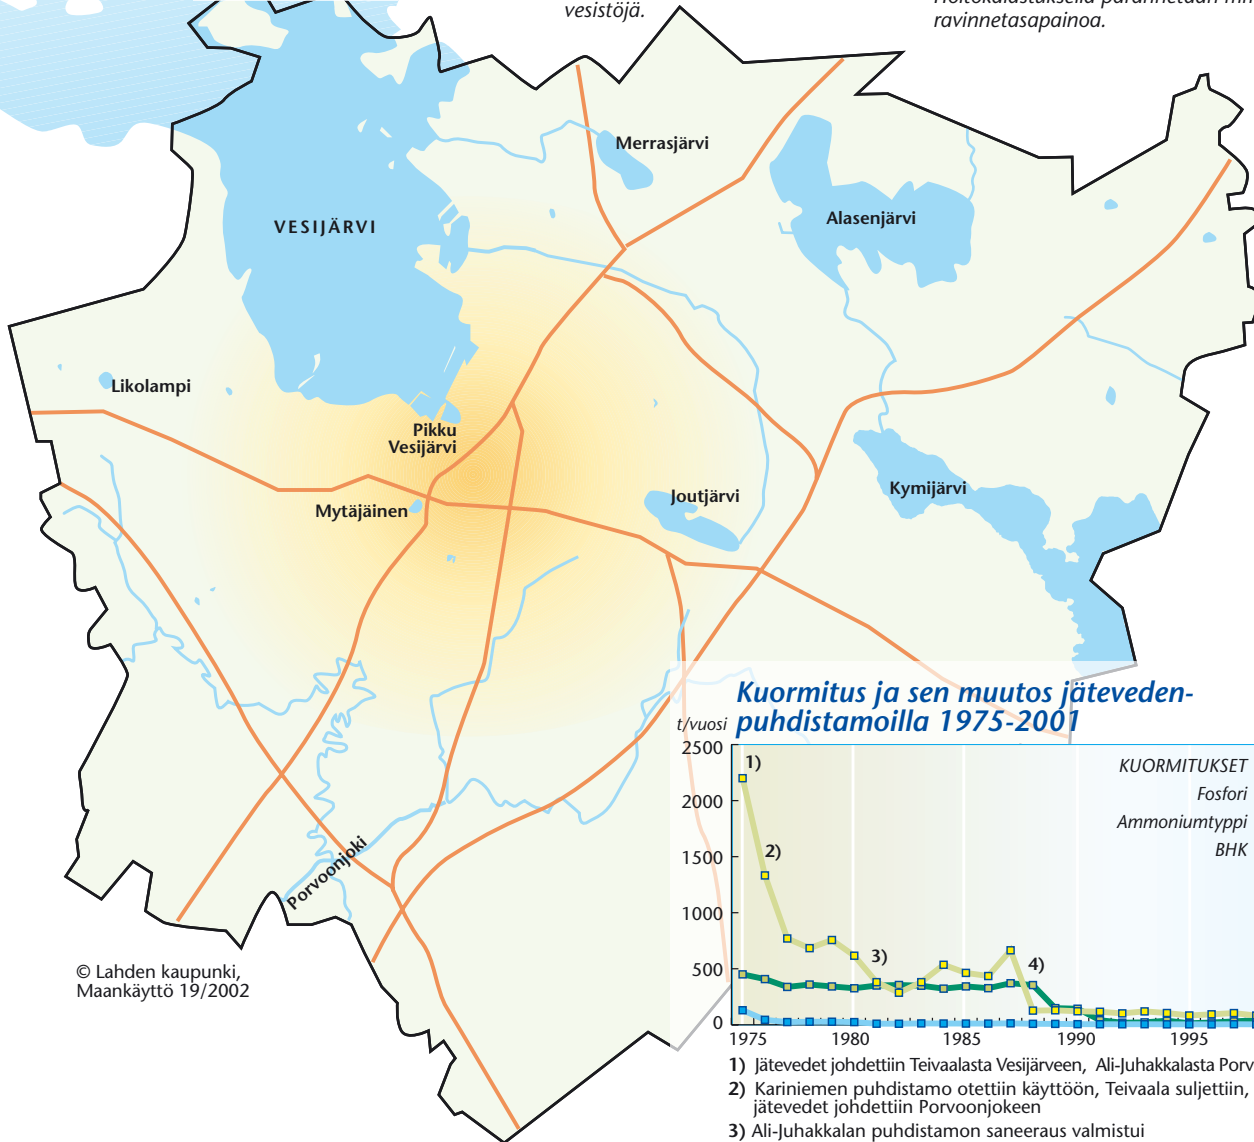 vesistöjä.
ravinnetasapainoa.
Merrasjärvi
VESIJÄRVI
Alasenjärvi
Likolampi
Pikku
Vesijärvi
Mytäjäinen
Joutjärvi
Kymijärvi
Porvoonjoki
© Lahden kaupunki,
Maankäyttö 19/2002
Kuormitus ja sen muutos jäteveden-
puhdistamoilla 1975-2001
t/vuosi
2500
2000
1500
1000
500
0
1)
2)
3)
4)
KUORMITUKSET
Fosfori
Ammoniumtyppi
BHK
1975 1980 1985 1990 1995
1) Jätevedet johdettiin Teivaalasta Vesijärveen, Ali-Juhakkalasta Porv
2) Kariniemen puhdistamo otettiin käyttöön, Teivaala suljettiin,
jätevedet johdettiin Porvoonjokeen
3) Ali-Juhakkalan puhdistamon saneeraus valmistui